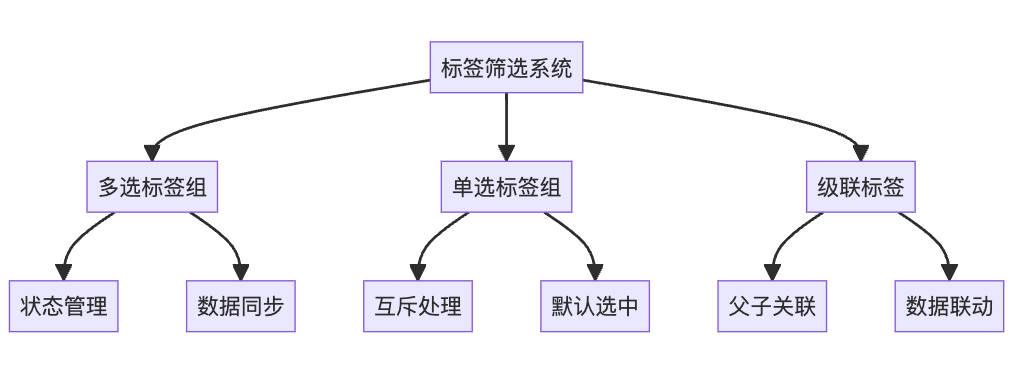 标签筛选系统
多选标签组
单选标签组
级联标签
状态管理
数据同步
互斥处理
默认选中
父子关联
数据联动